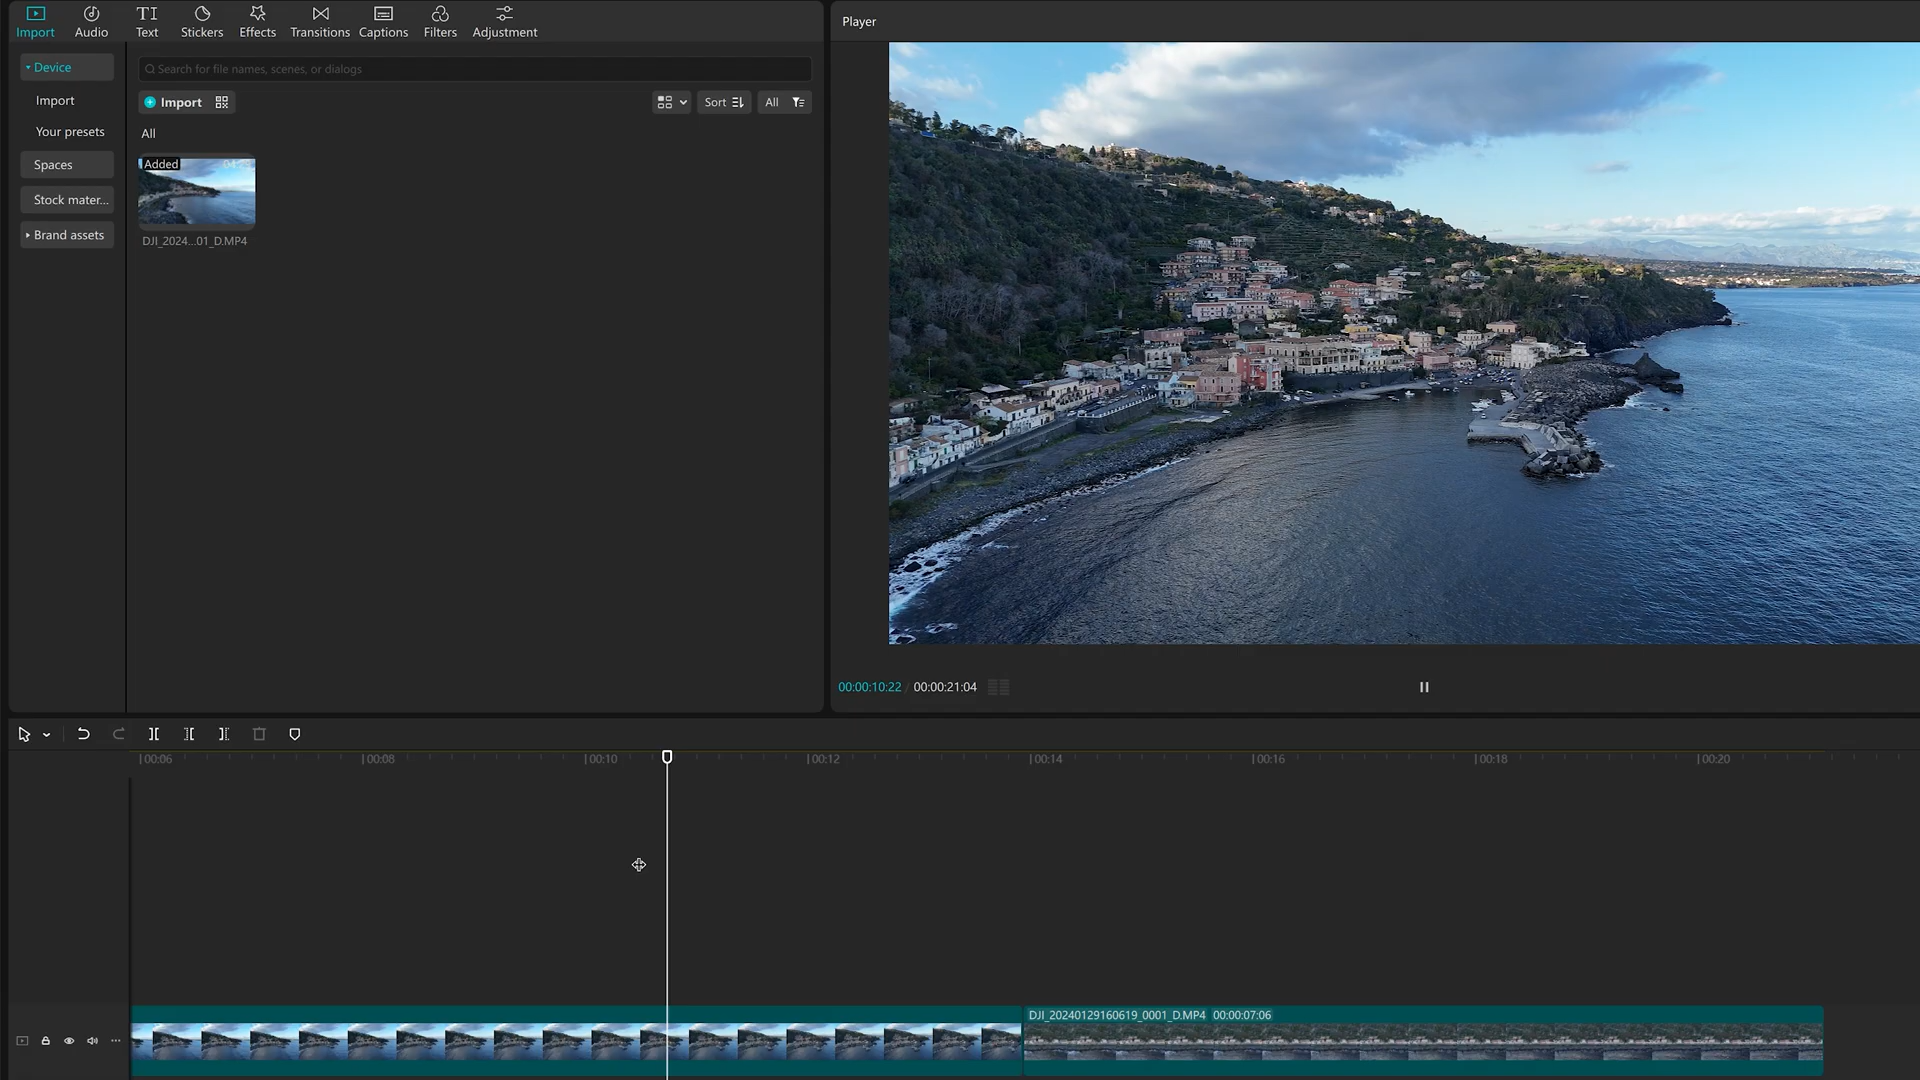 Import
Audio
Text
Stickers
Effects
Transitions
Captions
Filters
Adjustment
Player
Device
Import
Your presets
Spaces
Stock mater...
Brand assets
Search for file names, scenes, or dialogs
Import
Sort
All
All
Added
DJI_2024...01_D.MP4
00:00:10:22 / 00:00:21:04
00:06
00:08
00:10
00:12
00:14
00:16
00:18
00:20
DJI_20240129160619_0001_D.MP4 00:00:07:06